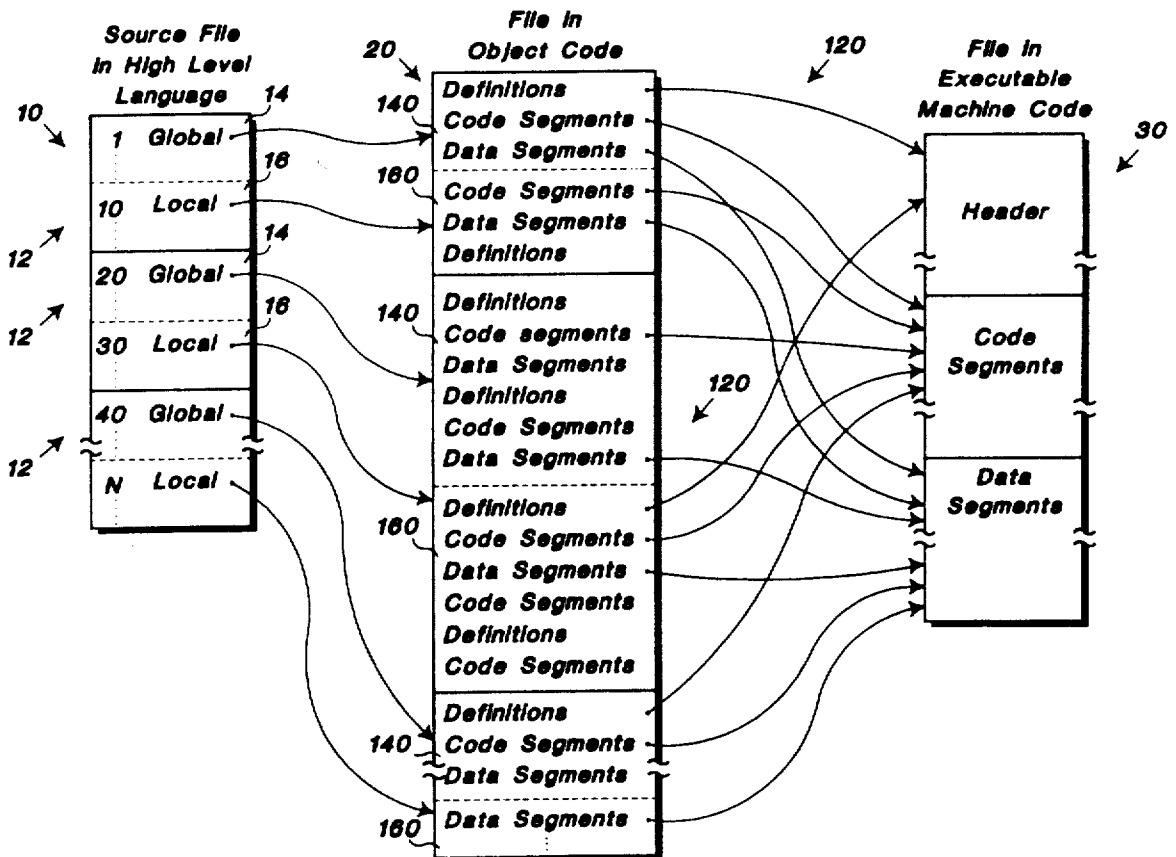 Source File
in High Level
Language
10
14
1 Global
16
10 Local
12
14
20 Global
12
16
30 Local
40 Global
12
N Local
File in
Object Code
20
Definitions
140
Code Segments
Data Segments
160
Code Segments
Data Segments
Definitions
Definitions
140
Code segments
Data Segments
Definitions
Code Segments
Data Segments
Definitions
160
Code Segments
Data Segments
Code Segments
Definitions
Code Segments
Definitions
140
Code Segments
Data Segments
160
Data Segments
120
120
File in
Executable
Machine Code
30
Header
Code
Segments
Data
Segments